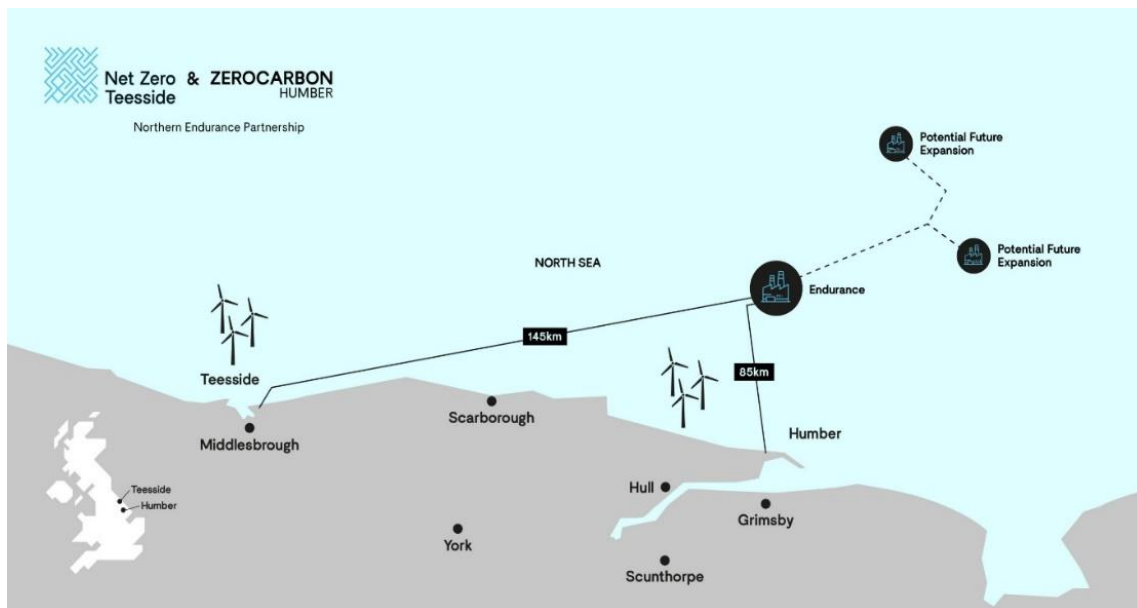 Net Zero & ZEROCARBON
Teesside HUMBER
Northern Endurance Partnership
Potential Future
Expansion
Potential Future
Expansion
NORTH SEA
Endurance
145km
Teesside
85km
Scarborough
Middlesbrough
Humber
Hull
Teesside
Humber
Grimsby
York
Scunthorpe